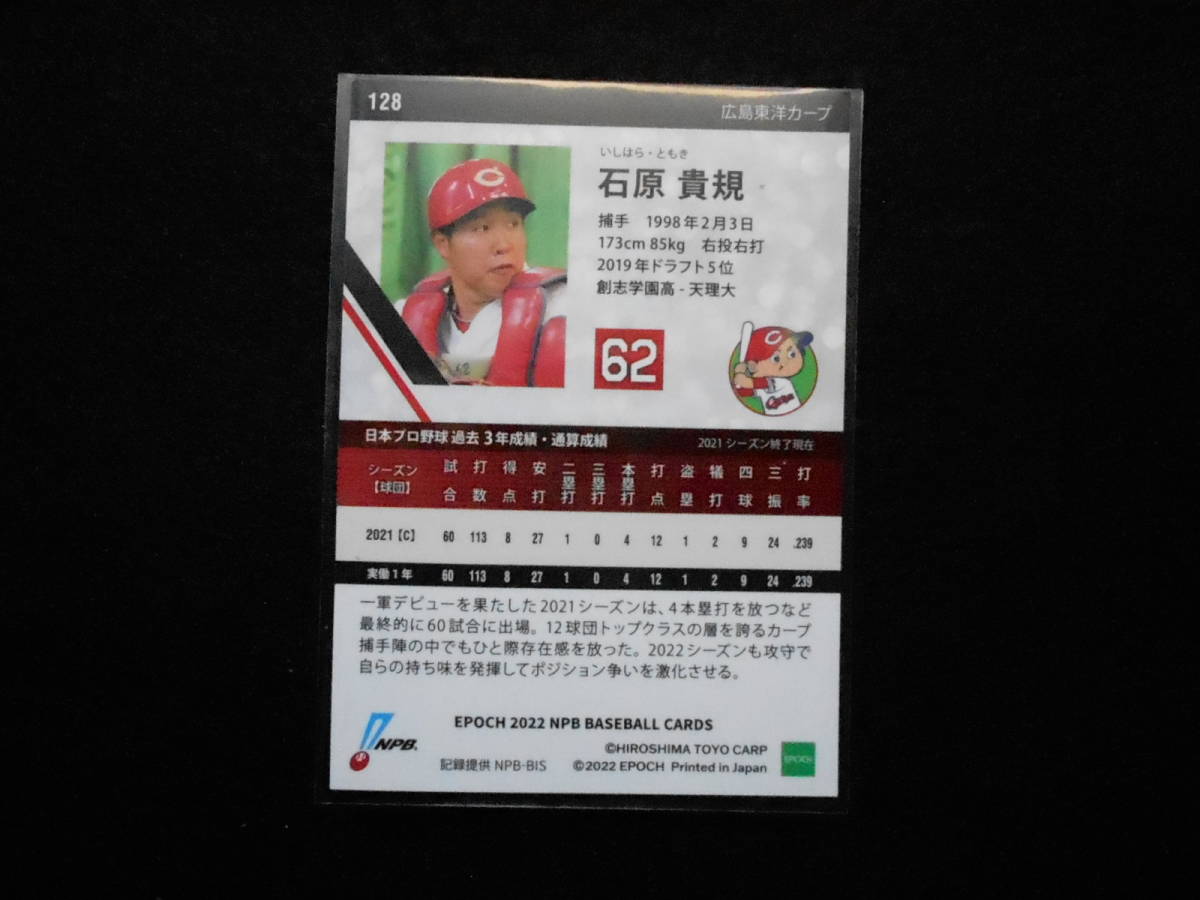 128
広島東洋カープ
いしはら・ともき
石原 貴規
捕手 1998年2月3日
173cm 85kg 右投右打
2019年ドラフト5位
創志学園高 - 天理大
C
62
C
Carp
日本プロ野球 過去 3年成績・通算成績
2021 シーズン終了現在
シーズン【球団】 試合 打数 得点 安打 二塁打 三塁打 本塁打 打点 盗塁 犠打 四球 三振 打率
2021【C】 60 113 8 27 1 0 4 12 1 2 9 24 .239
実働1年 60 113 8 27 1 0 4 12 1 2 9 24 .239
一軍デビューを果たした2021シーズンは、4本塁打を放つなど
最終的に60試合に出場。12球団トップクラスの層を誇るカープ
捕手陣の中でもひと際存在感を放った。2022シーズンも攻守で
自らの持ち味を発揮してポジション争いを激化させる。
NPB
EPOCH 2022 NPB BASEBALL CARDS
©HIROSHIMA TOYO CARP
記録提供 NPB-BIS ©2022 EPOCH Printed in Japan
EPOCH